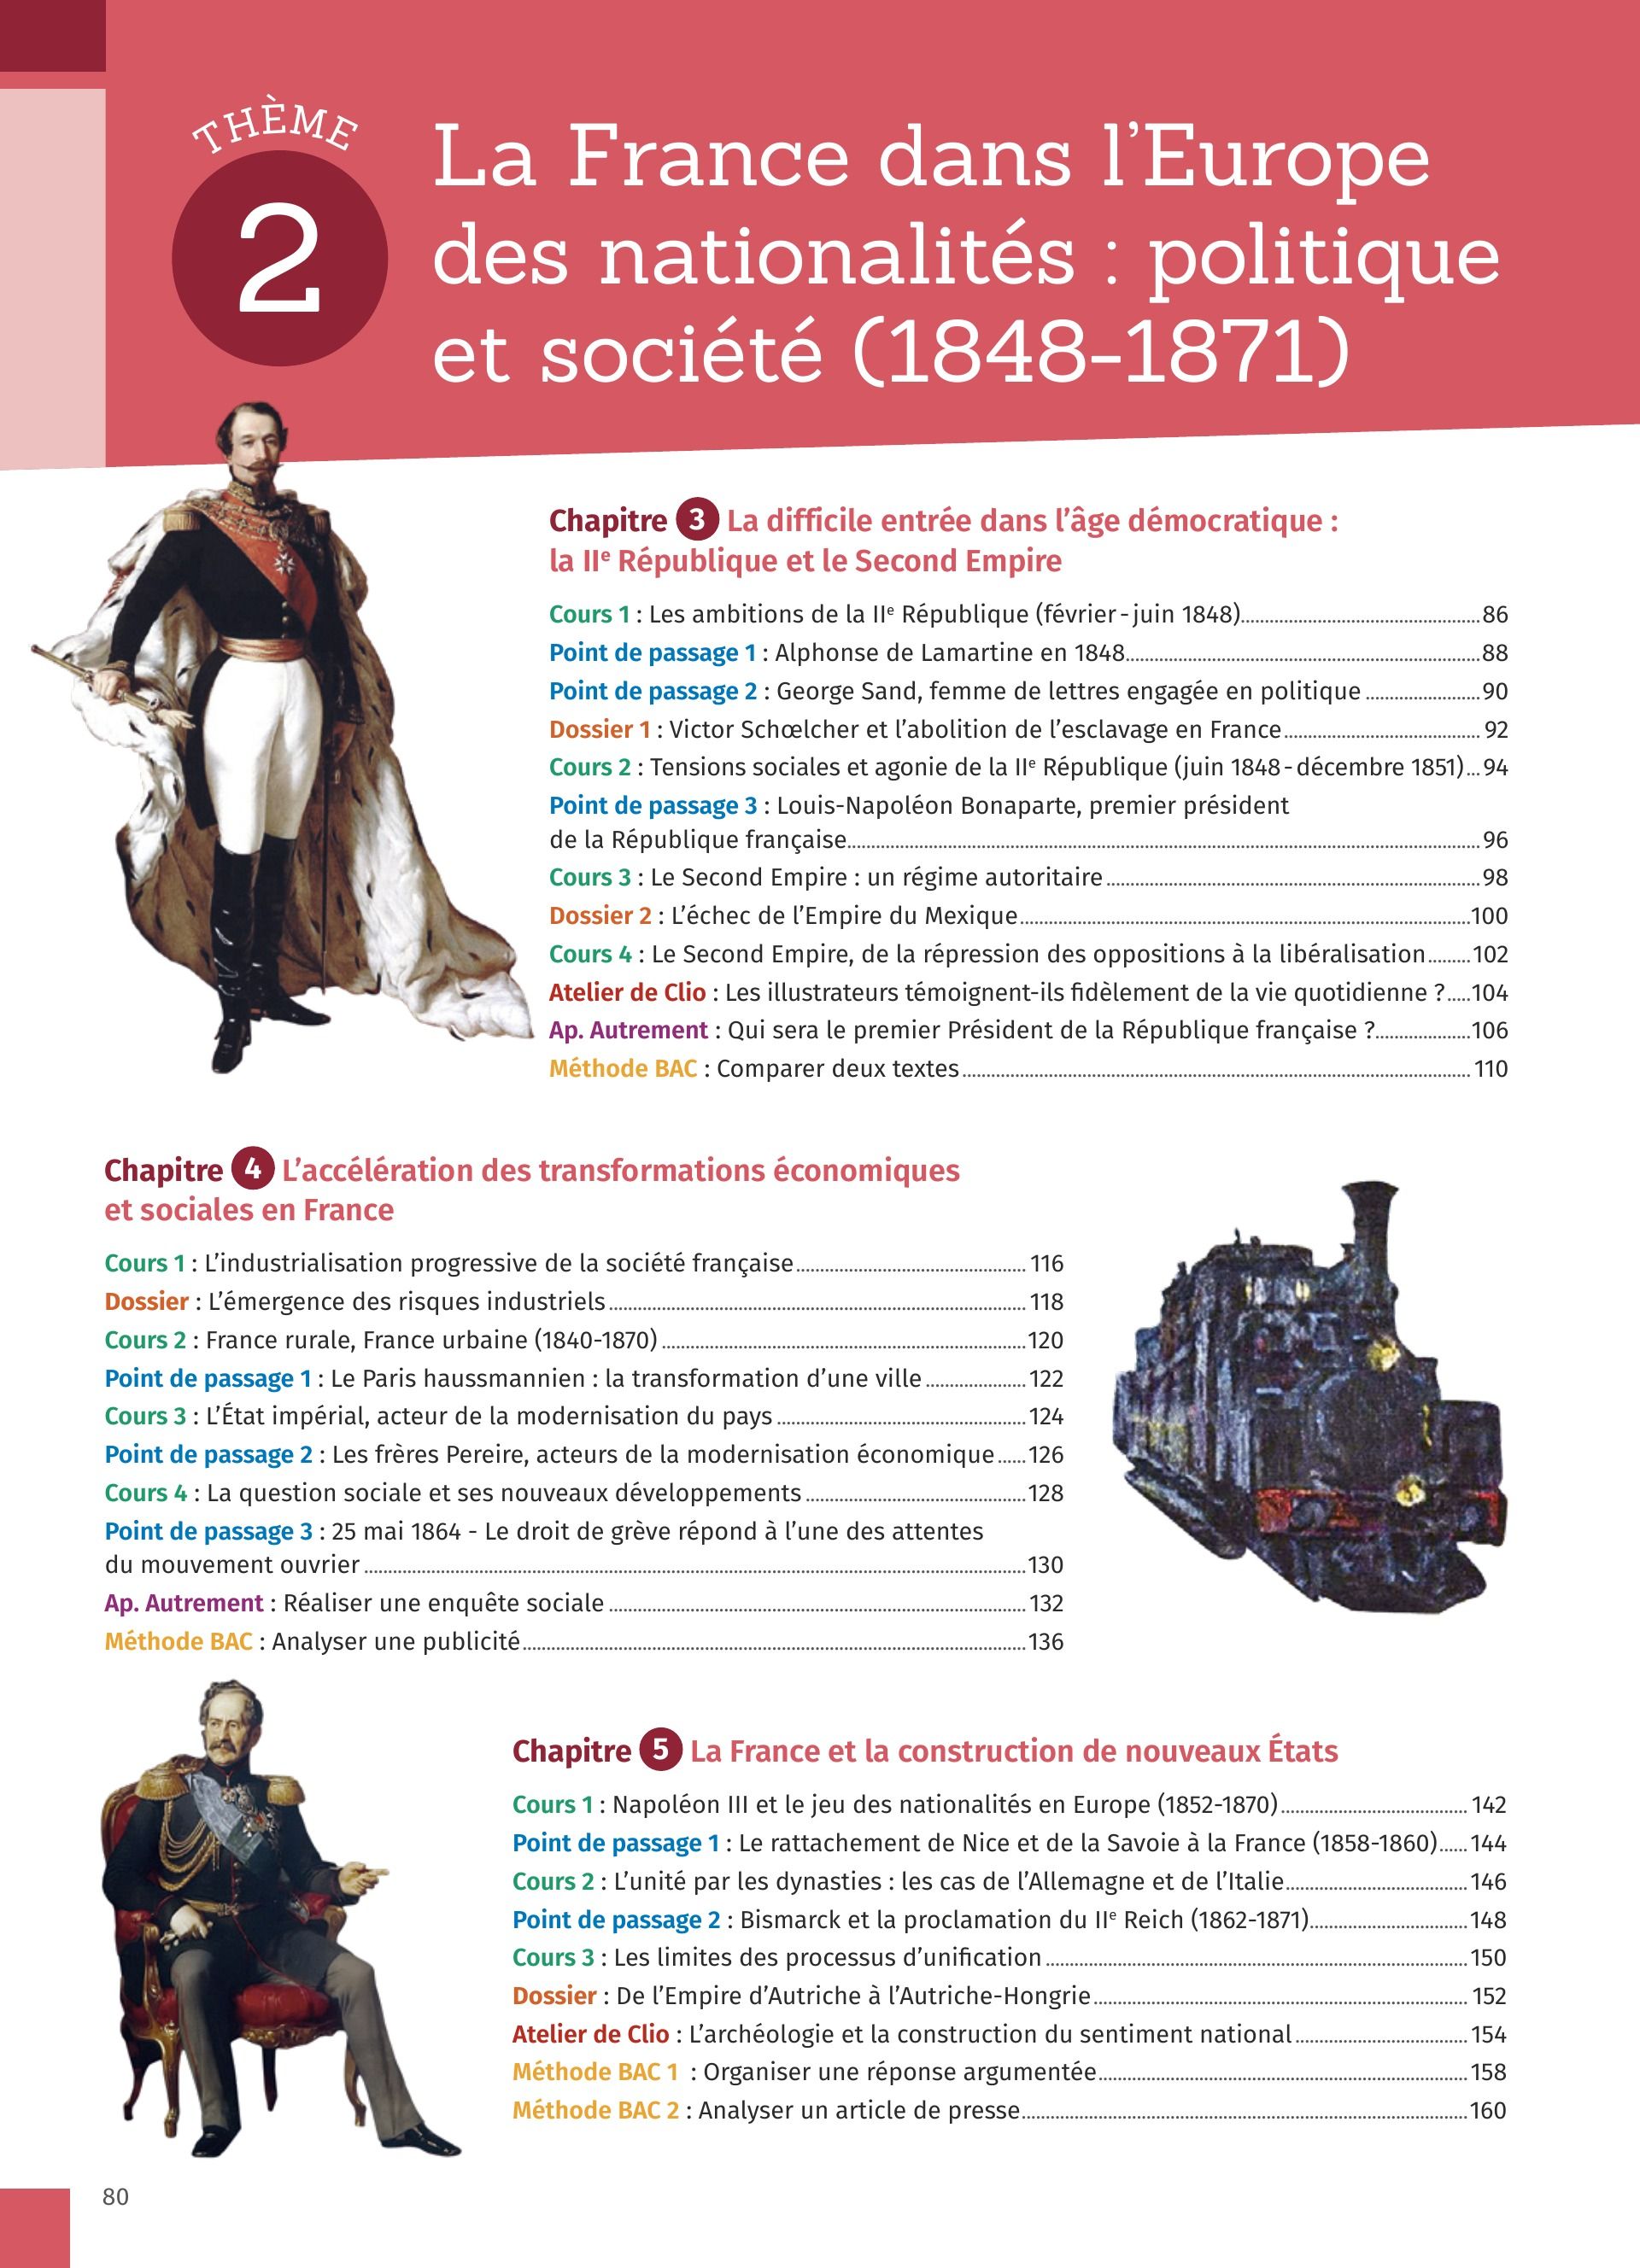 THÈME
2
La France dans l’Europe
des nationalités : politique
et société (1848-1871)
Chapitre 3 La difficile entrée dans l’âge démocratique :
la IIe République et le Second Empire
Cours 1 : Les ambitions de la IIe République (février - juin 1848)........86
Point de passage 1 : Alphonse de Lamartine en 1848........88
Point de passage 2 : George Sand, femme de lettres engagée en politique ........90
Dossier 1 : Victor Schœlcher et l’abolition de l’esclavage en France........92
Cours 2 : Tensions sociales et agonie de la IIe République (juin 1848 - décembre 1851)...94
Point de passage 3 : Louis-Napoléon Bonaparte, premier président
de la République française........96
Cours 3 : Le Second Empire : un régime autoritaire ........98
Dossier 2 : L’échec de l’Empire du Mexique........100
Cours 4 : Le Second Empire, de la répression des oppositions à la libéralisation........102
Atelier de Clio : Les illustrateurs témoignent-ils fidèlement de la vie quotidienne ?.....104
Ap. Autrement : Qui sera le premier Président de la République française ?........106
Méthode BAC : Comparer deux textes........110
Chapitre 4 L’accélération des transformations économiques
et sociales en France
Cours 1 : L’industrialisation progressive de la société française........116
Dossier : L’émergence des risques industriels........118
Cours 2 : France rurale, France urbaine (1840-1870) ........120
Point de passage 1 : Le Paris haussmannien : la transformation d’une ville ........122
Cours 3 : L’État impérial, acteur de la modernisation du pays ........124
Point de passage 2 : Les frères Pereire, acteurs de la modernisation économique ......126
Cours 4 : La question sociale et ses nouveaux développements ........128
Point de passage 3 : 25 mai 1864 - Le droit de grève répond à l’une des attentes
du mouvement ouvrier ........130
Ap. Autrement : Réaliser une enquête sociale ........132
Méthode BAC : Analyser une publicité........136
Chapitre 5 La France et la construction de nouveaux États
Cours 1 : Napoléon III et le jeu des nationalités en Europe (1852-1870)........142
Point de passage 1 : Le rattachement de Nice et de la Savoie à la France (1858-1860)......144
Cours 2 : L’unité par les dynasties : les cas de l’Allemagne et de l’Italie........146
Point de passage 2 : Bismarck et la proclamation du IIe Reich (1862-1871)........148
Cours 3 : Les limites des processus d’unification ........150
Dossier : De l’Empire d’Autriche à l’Autriche-Hongrie........152
Atelier de Clio : L’archéologie et la construction du sentiment national ........154
Méthode BAC 1 : Organiser une réponse argumentée........158
Méthode BAC 2 : Analyser un article de presse........160
80